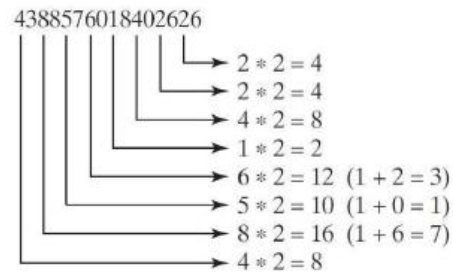 4388576018402626
2 * 2 = 4
2 * 2 = 4
4 * 2 = 8
1 * 2 = 2
6 * 2 = 12 (1 + 2 = 3)
5 * 2 = 10 (1 + 0 = 1)
8 * 2 = 16 (1 + 6 = 7)
4 * 2 = 8